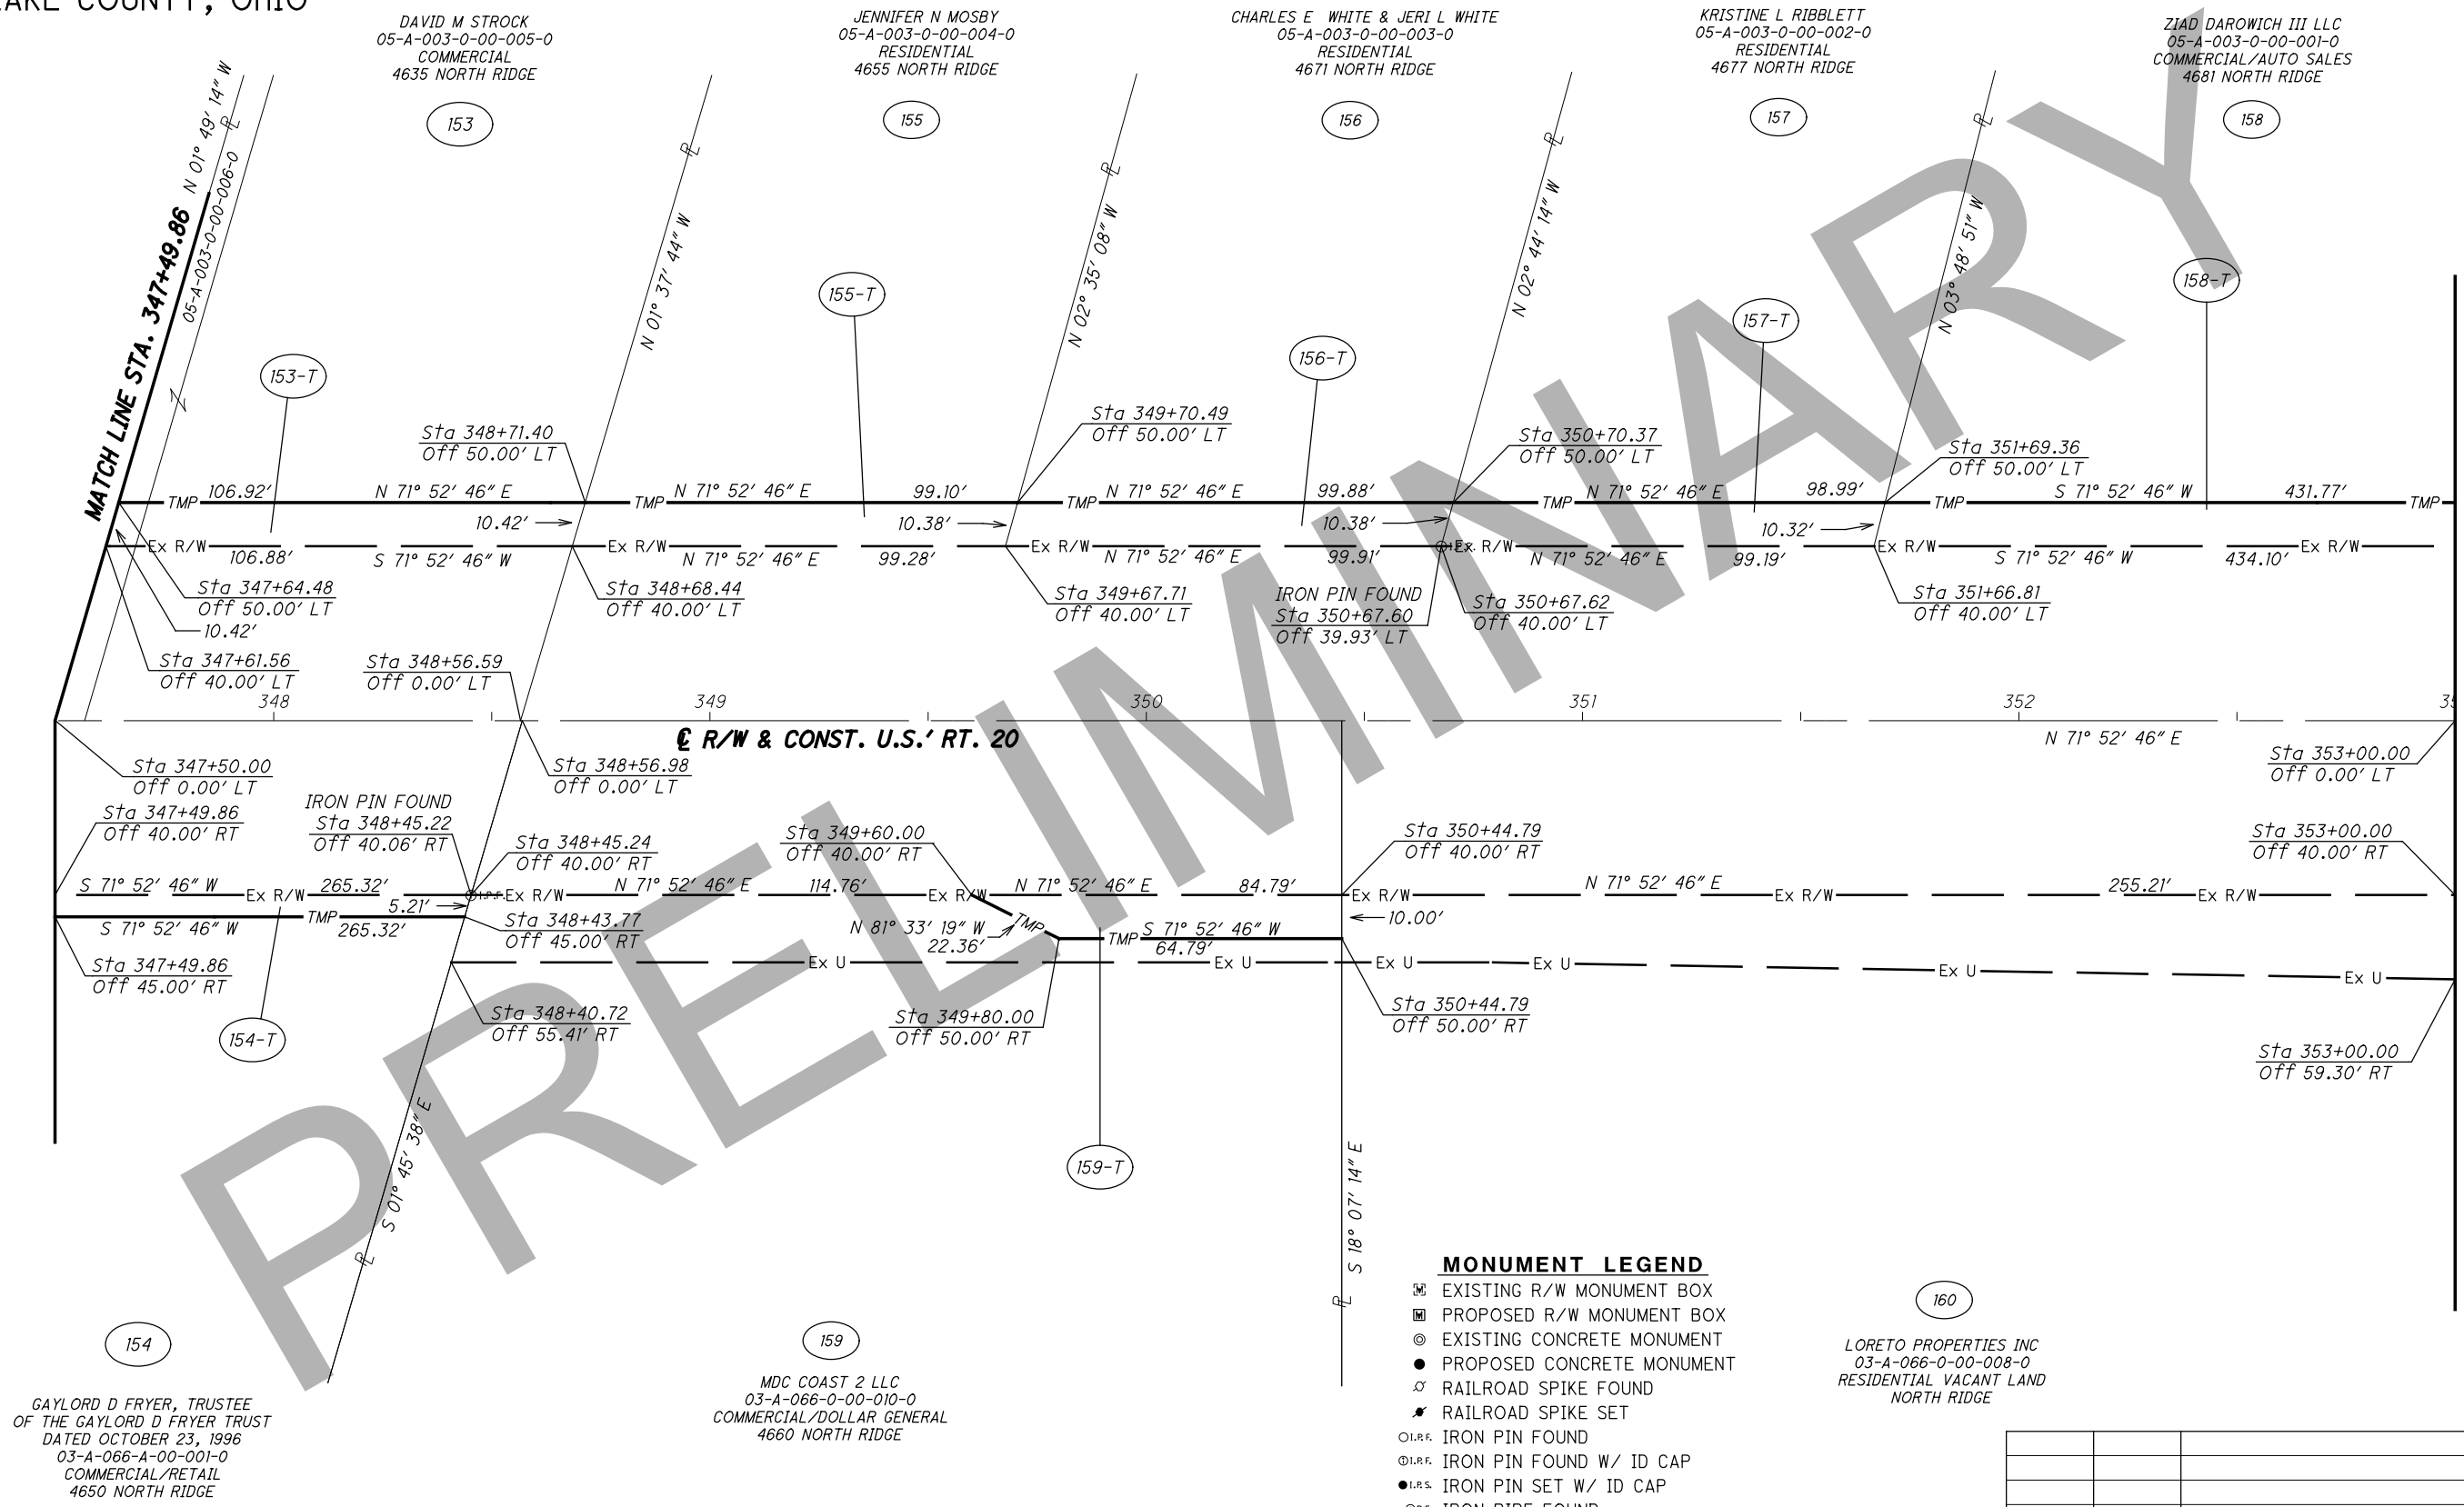 LAKE COUNTY, OHIO
DAVID M STROCK
05-A-003-0-00-005-0
COMMERCIAL
4635 NORTH RIDGE
153
JENNIFER N MOSBY
05-A-003-0-00-004-0
RESIDENTIAL
4655 NORTH RIDGE
155
CHARLES E WHITE & JERI L WHITE
05-A-003-0-00-003-0
RESIDENTIAL
4671 NORTH RIDGE
156
KRISTINE L RIBBLETT
05-A-003-0-00-002-0
RESIDENTIAL
4677 NORTH RIDGE
157
ZIAD DAROWICH III LLC
05-A-003-0-00-001-0
COMMERCIAL/AUTO SALES
4681 NORTH RIDGE
158
MATCH LINE STA. 347+49.86
N 01° 49' 14" W
05-A-003-0-00-006-0
PL
N 01° 37' 44" W
PL
N 02° 35' 08" W
PL
N 02° 44' 14" W
PL
N 03° 48' 51" W
PL
153-T
155-T
156-T
157-T
158-T
Sta 348+71.40
Off 50.00' LT
Sta 349+70.49
Off 50.00' LT
Sta 350+70.37
Off 50.00' LT
Sta 351+69.36
Off 50.00' LT
TMP 106.92' N 71° 52' 46" E TMP N 71° 52' 46" E 99.10' TMP N 71° 52' 46" E 99.88' TMP N 71° 52' 46" E 98.99' TMP S 71° 52' 46" W 431.77' TMP
10.42' 10.38' 10.38' 10.32'
Ex R/W Ex R/W Ex R/W I.P.F. Ex R/W Ex R/W Ex R/W
106.88' S 71° 52' 46" W N 71° 52' 46" E 99.28' N 71° 52' 46" E 99.91' N 71° 52' 46" E 99.19' S 71° 52' 46" W 434.10'
Sta 347+64.48
Off 50.00' LT
10.42'
Sta 347+61.56
Off 40.00' LT
Sta 348+68.44
Off 40.00' LT
Sta 348+56.59
Off 0.00' LT
Sta 349+67.71
Off 40.00' LT
IRON PIN FOUND
Sta 350+67.60
Off 39.93' LT
Sta 350+67.62
Off 40.00' LT
Sta 351+66.81
Off 40.00' LT
348 349 350 351 352 35
CL R/W & CONST. U.S.' RT. 20
N 71° 52' 46" E
Sta 347+50.00
Off 0.00' LT
Sta 348+56.98
Off 0.00' LT
Sta 353+00.00
Off 0.00' LT
Sta 347+49.86
Off 40.00' RT
IRON PIN FOUND
Sta 348+45.22
Off 40.06' RT
Sta 348+45.24
Off 40.00' RT
Sta 349+60.00
Off 40.00' RT
Sta 350+44.79
Off 40.00' RT
Sta 353+00.00
Off 40.00' RT
S 71° 52' 46" W Ex R/W 265.32' I.P.F. Ex R/W N 71° 52' 46" E 114.76' Ex R/W N 71° 52' 46" E 84.79' Ex R/W N 71° 52' 46" E Ex R/W 255.21' Ex R/W
5.21'
TMP
S 71° 52' 46" W 265.32'
Sta 348+43.77
Off 45.00' RT
N 81° 33' 19" W
22.36'
TMP
TMP S 71° 52' 46" W
64.79'
10.00'
Ex U Ex U Ex U Ex U Ex U Ex U
Sta 347+49.86
Off 45.00' RT
Sta 348+40.72
Off 55.41' RT
Sta 349+80.00
Off 50.00' RT
Sta 350+44.79
Off 50.00' RT
Sta 353+00.00
Off 59.30' RT
154-T
159-T
S 01° 45' 38" E
PL
S 18° 07' 14" E
PL
PRELIMINARY
154
GAYLORD D FRYER, TRUSTEE
OF THE GAYLORD D FRYER TRUST
DATED OCTOBER 23, 1996
03-A-066-A-00-001-0
COMMERCIAL/RETAIL
4650 NORTH RIDGE
159
MDC COAST 2 LLC
03-A-066-0-00-010-0
COMMERCIAL/DOLLAR GENERAL
4660 NORTH RIDGE
MONUMENT LEGEND
EXISTING R/W MONUMENT BOX
PROPOSED R/W MONUMENT BOX
EXISTING CONCRETE MONUMENT
PROPOSED CONCRETE MONUMENT
RAILROAD SPIKE FOUND
RAILROAD SPIKE SET
I.P.F. IRON PIN FOUND
I.P.F. IRON PIN FOUND W/ ID CAP
I.P.S. IRON PIN SET W/ ID CAP
IRON PIPE FOUND
160
LORETO PROPERTIES INC
03-A-066-0-00-008-0
RESIDENTIAL VACANT LAND
NORTH RIDGE